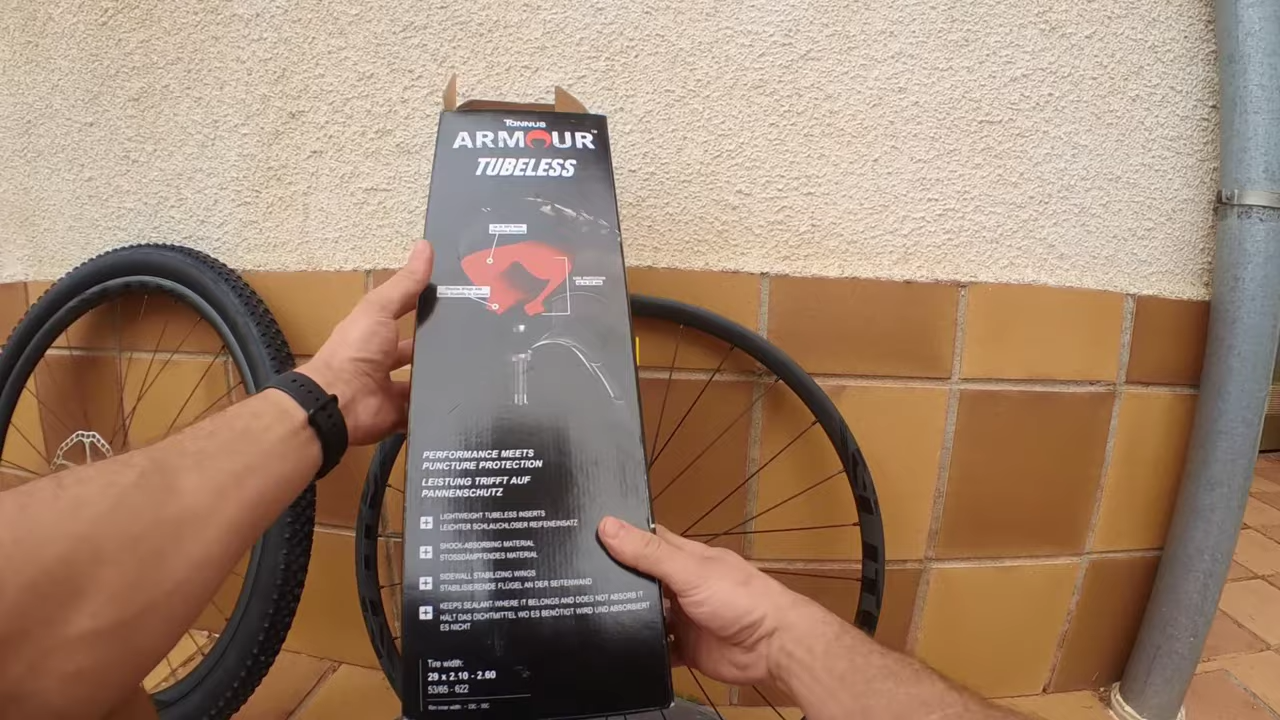 TANNUS
ARMOUR
TUBELESS
PERFORMANCE MEETS
PUNCTURE PROTECTION
LEISTUNG TRIFFT AUF
PANNENSCHUTZ
LIGHTWEIGHT TUBELESS INSERTS
LEICHTER SCHLAUCHLOSER REIFENEINSATZ
SHOCK-ABSORBING MATERIAL
STOSSDÄMPFENDES MATERIAL
SIDEWALL STABILIZING WINGS
STABILISIERENDE FLÜGEL AN DER SEITENWAND
KEEPS SEALANT WHERE IT BELONGS AND DOES NOT ABSORB IT
HÄLT DAS DICHTMITTEL WO ES BENÖTIGT WIRD UND ABSORBIERT
ES NICHT
Tire width:
29 x 2.10 - 2.60
53/65 - 622
Rim inner width: